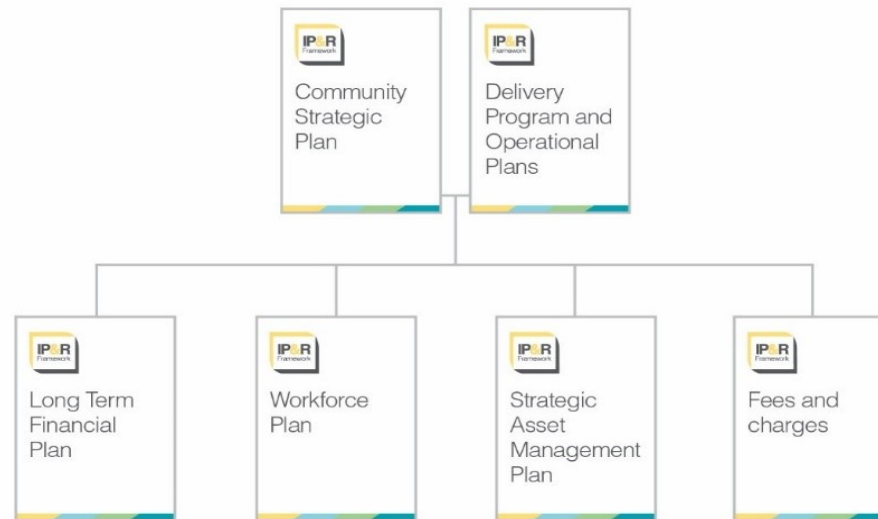 IP&R
Framework
Community
Strategic
Plan
IP&R
Framework
Delivery
Program and
Operational
Plans
IP&R
Framework
Long Term
Financial
Plan
IP&R
Framework
Workforce
Plan
IP&R
Framework
Strategic
Asset
Management
Plan
IP&R
Framework
Fees and
charges